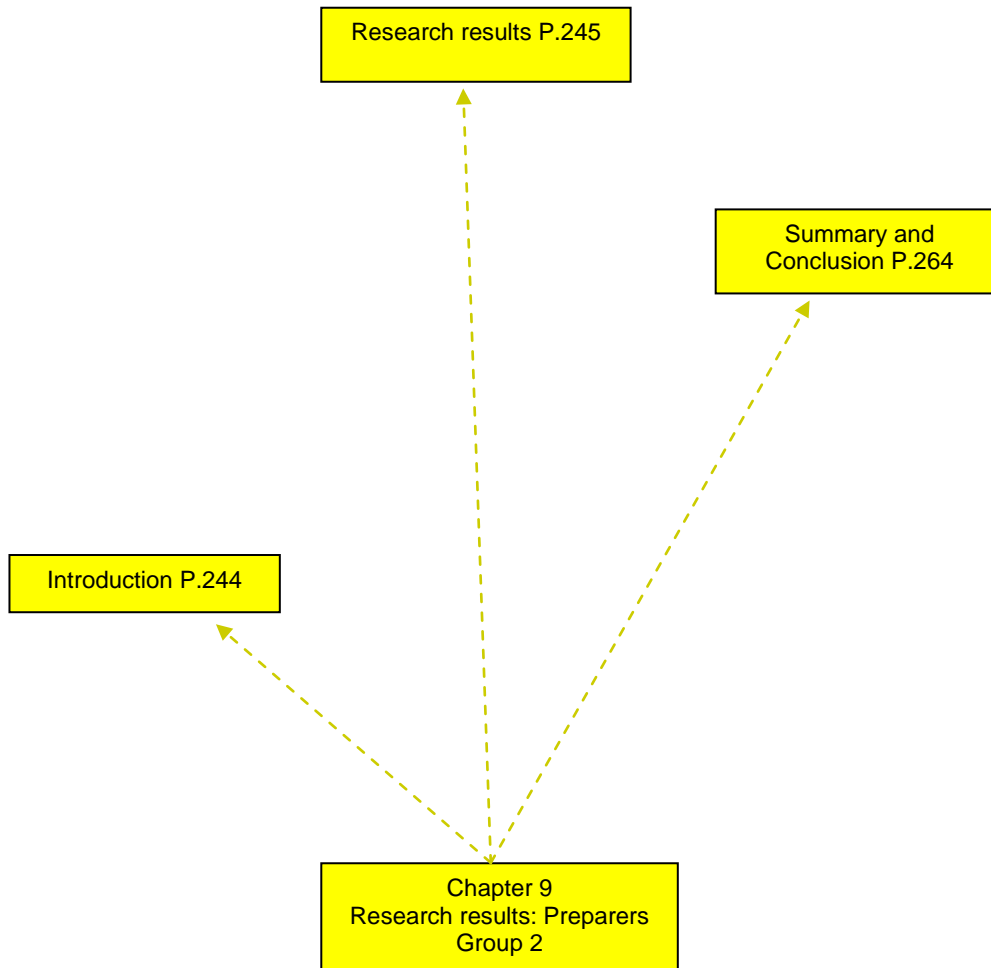 Research results P.245
Summary and
Conclusion P.264
Introduction P.244
Chapter 9
Research results: Preparers
Group 2